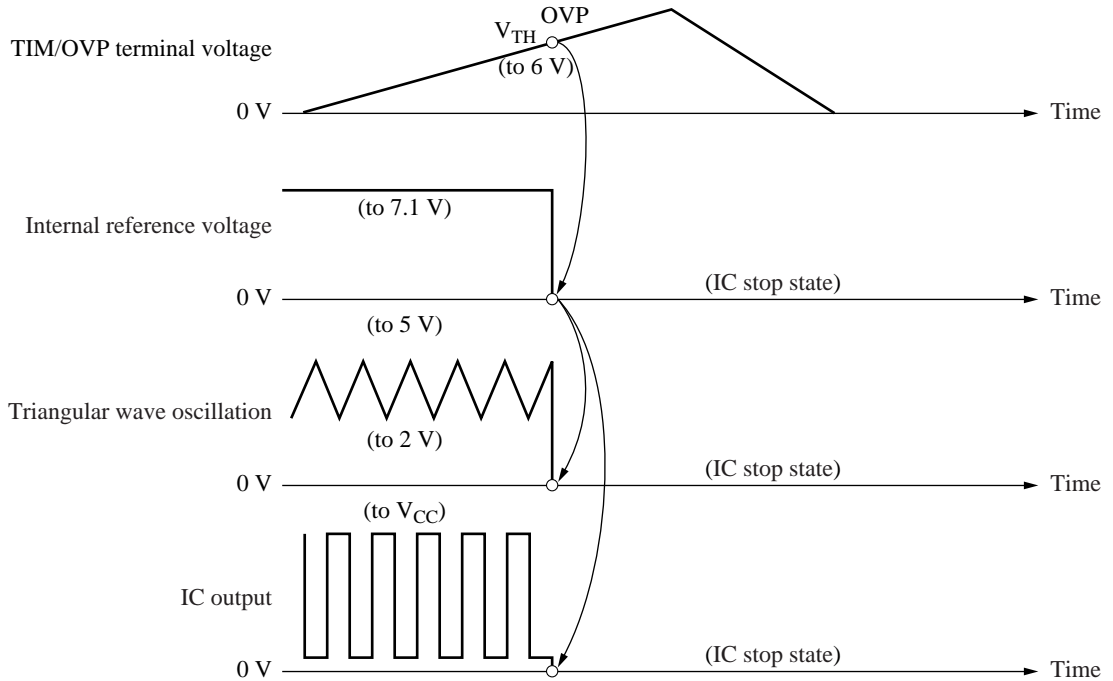 OVP
V_TH
TIM/OVP terminal voltage
(to 6 V)
0 V
Time
(to 7.1 V)
Internal reference voltage
(IC stop state)
0 V
Time
(to 5 V)
Triangular wave oscillation
(to 2 V)
(IC stop state)
0 V
Time
(to V_CC)
IC output
(IC stop state)
0 V
Time